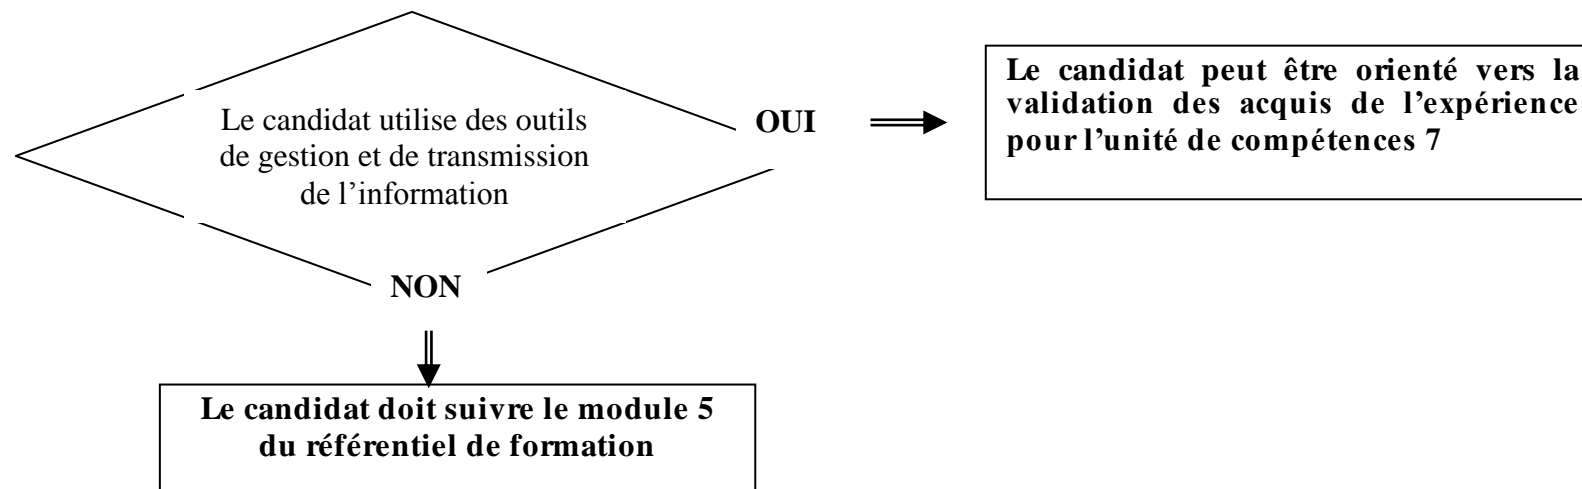 Le candidat utilise des outils
de gestion et de transmission
de l’information
OUI
Le candidat peut être orienté vers la
validation des acquis de l’expérience
pour l’unité de compétences 7
NON
Le candidat doit suivre le module 5
du référentiel de formation